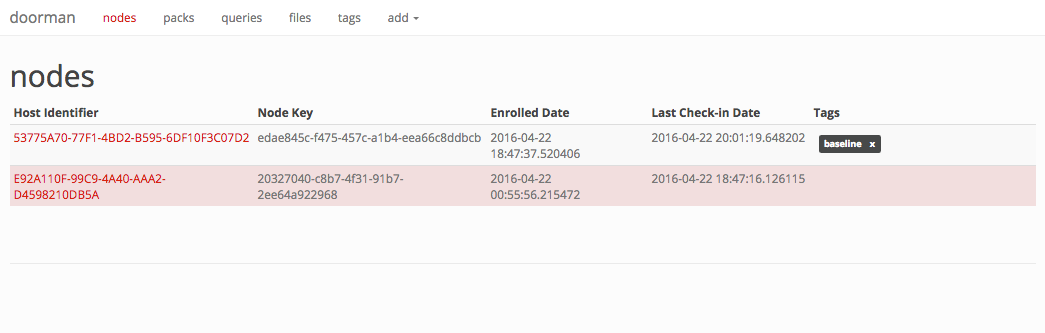 doorman nodes packs queries files tags add
nodes
Host Identifier Node Key Enrolled Date Last Check-in Date Tags
53775A70-77F1-4BD2-B595-6DF10F3C07D2 edae845c-f475-457c-a1b4-eea66c8ddbcb 2016-04-22 2016-04-22 20:01:19.648202 baseline x
18:47:37.520406
E92A110F-99C9-4A40-AAA2- 20327040-c8b7-4f31-91b7- 2016-04-22 2016-04-22 18:47:16.126115
D4598210DB5A 2ee64a922968 00:55:56.215472